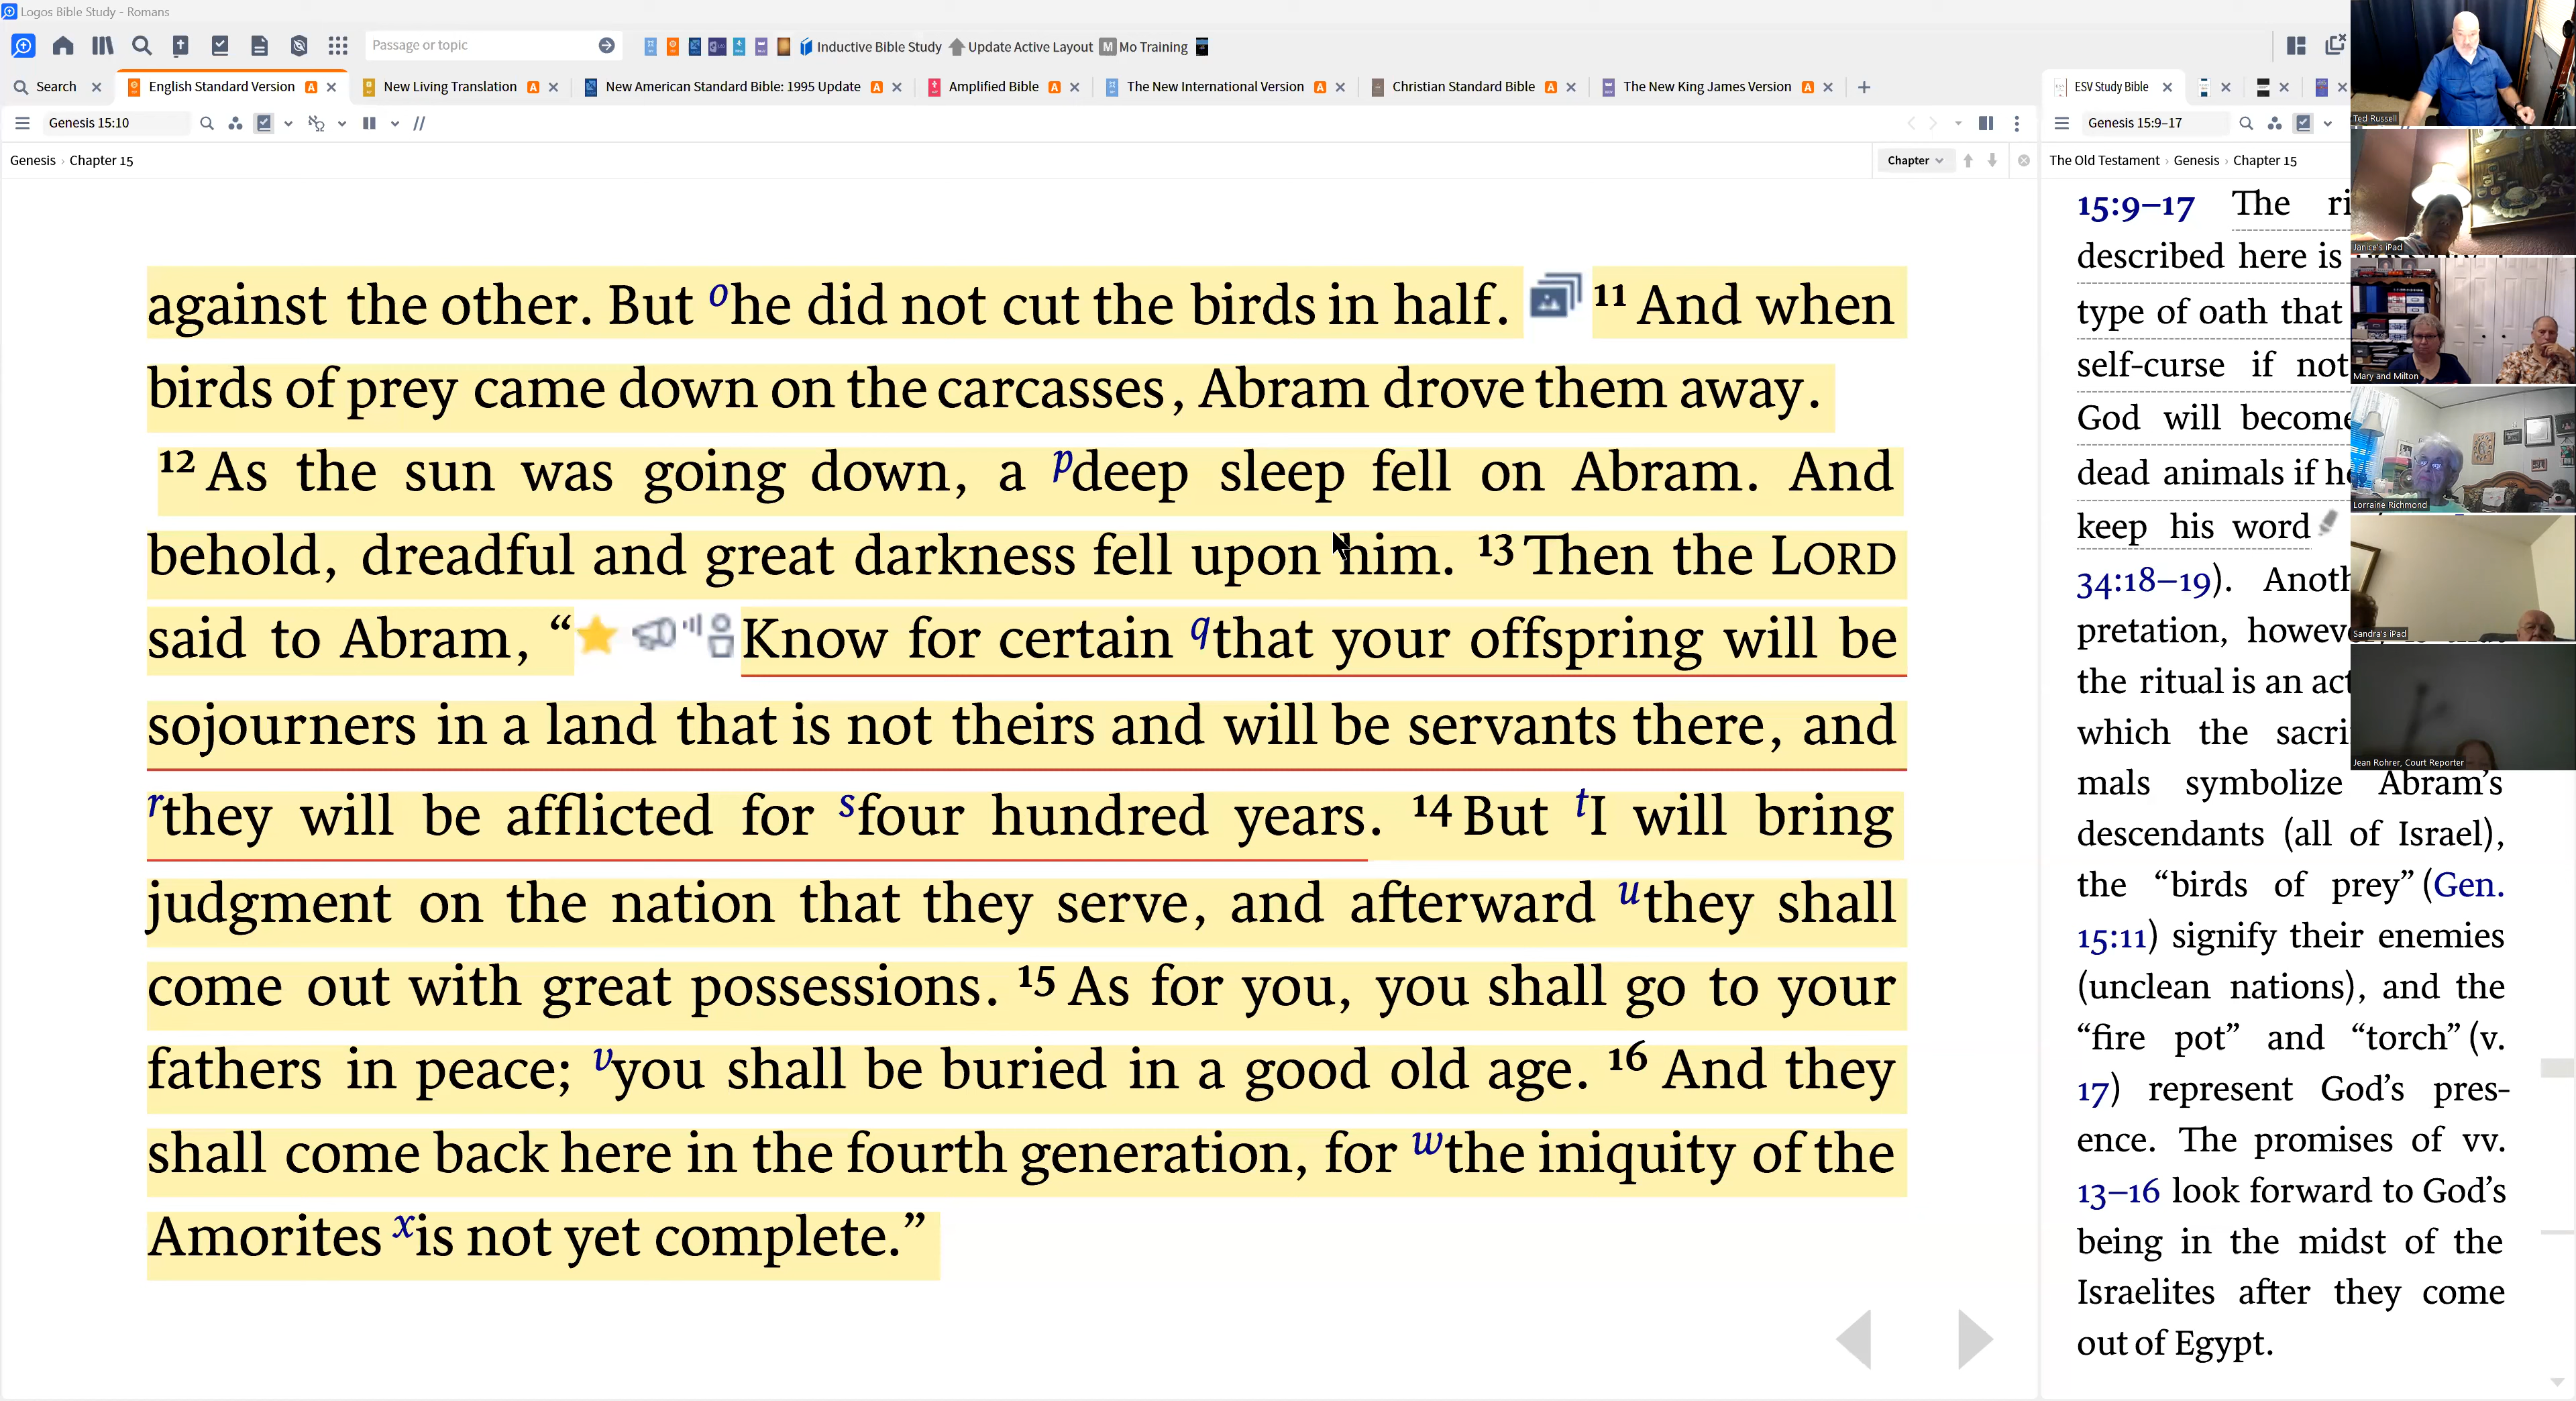 Logos Bible Study - Romans
Passage or topic
Inductive Bible Study Update Active Layout M Mo Training
Search English Standard Version A New Living Translation A New American Standard Bible: 1995 Update A Amplified Bible A The New International Version A Christian Standard Bible A The New King James Version A
ESV Study Bible
Genesis 15:10
Genesis 15:9–17
Genesis › Chapter 15
Chapter
The Old Testament › Genesis › Chapter 15
against the other. But o he did not cut the birds in half. 11 And when
birds of prey came down on the carcasses, Abram drove them away.
12 As the sun was going down, a p deep sleep fell on Abram. And
behold, dreadful and great darkness fell upon him. 13 Then the LORD
said to Abram, “Know for certain q that your offspring will be
sojourners in a land that is not theirs and will be servants there, and
r they will be afflicted for s four hundred years. 14 But t I will bring
judgment on the nation that they serve, and afterward u they shall
come out with great possessions. 15 As for you, you shall go to your
fathers in peace; v you shall be buried in a good old age. 16 And they
shall come back here in the fourth generation, for w the iniquity of the
Amorites x is not yet complete.”
15:9–17 The
described here is
type of oath that
self-curse if not
God will become
dead animals if
keep his word
34:18–19).
pretation,
the ritual is an
which the
mals symbolize Abram’s
descendants (all of Israel),
the “birds of prey” (Gen.
15:11) signify their enemies
(unclean nations), and the
“fire pot” and “torch” (v.
17) represent God’s pres-
ence. The promises of vv.
13–16 look forward to God’s
being in the midst of the
Israelites after they come
out of Egypt.
Ted Russell
Janice's iPad
Mary and Milton
Lorraine Richmond
Sandra's iPad
Jean Rohrer, Court Reporter